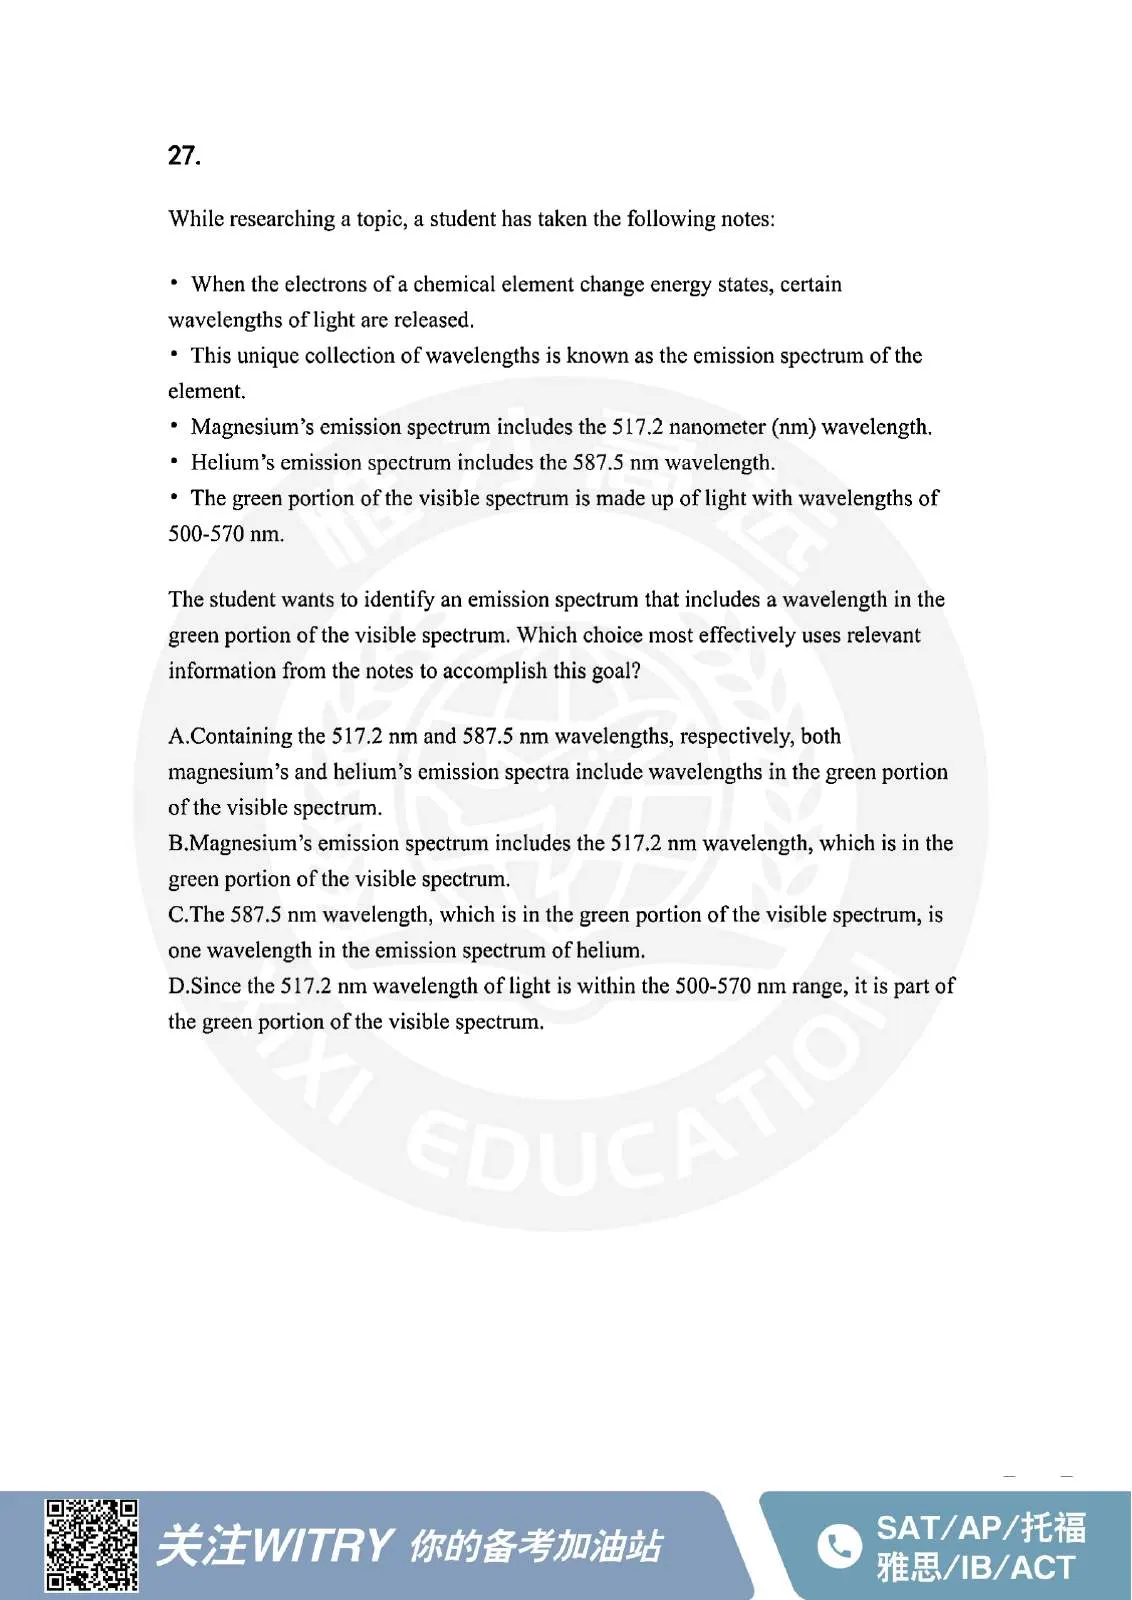 27.
While researching a topic, a student has taken the following notes:
• When the electrons of a chemical element change energy states, certain
wavelengths of light are released.
• This unique collection of wavelengths is known as the emission spectrum of the
element.
• Magnesium’s emission spectrum includes the 517.2 nanometer (nm) wavelength.
• Helium’s emission spectrum includes the 587.5 nm wavelength.
• The green portion of the visible spectrum is made up of light with wavelengths of
500-570 nm.
The student wants to identify an emission spectrum that includes a wavelength in the
green portion of the visible spectrum. Which choice most effectively uses relevant
information from the notes to accomplish this goal?
A.Containing the 517.2 nm and 587.5 nm wavelengths, respectively, both
magnesium’s and helium’s emission spectra include wavelengths in the green portion
of the visible spectrum.
B.Magnesium’s emission spectrum includes the 517.2 nm wavelength, which is in the
green portion of the visible spectrum.
C.The 587.5 nm wavelength, which is in the green portion of the visible spectrum, is
one wavelength in the emission spectrum of helium.
D.Since the 517.2 nm wavelength of light is within the 500-570 nm range, it is part of
the green portion of the visible spectrum.
EDUCATION
关注WITRY 你的备考加油站
SAT/AP/托福
雅思/IB/ACT